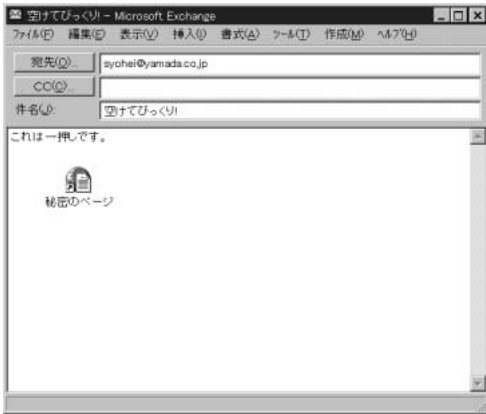 空けてびっくり! - Microsoft Exchange
ファイル(F) 編集(E) 表示(V) 挿入(I) 書式(A) ツール(T) 作成(M) ヘルプ(H)
宛先(O)... syohei@yamada.co.jp
CC(C)...
件名(J): 空けてびっくり!
これは一押しです。
秘密のページ